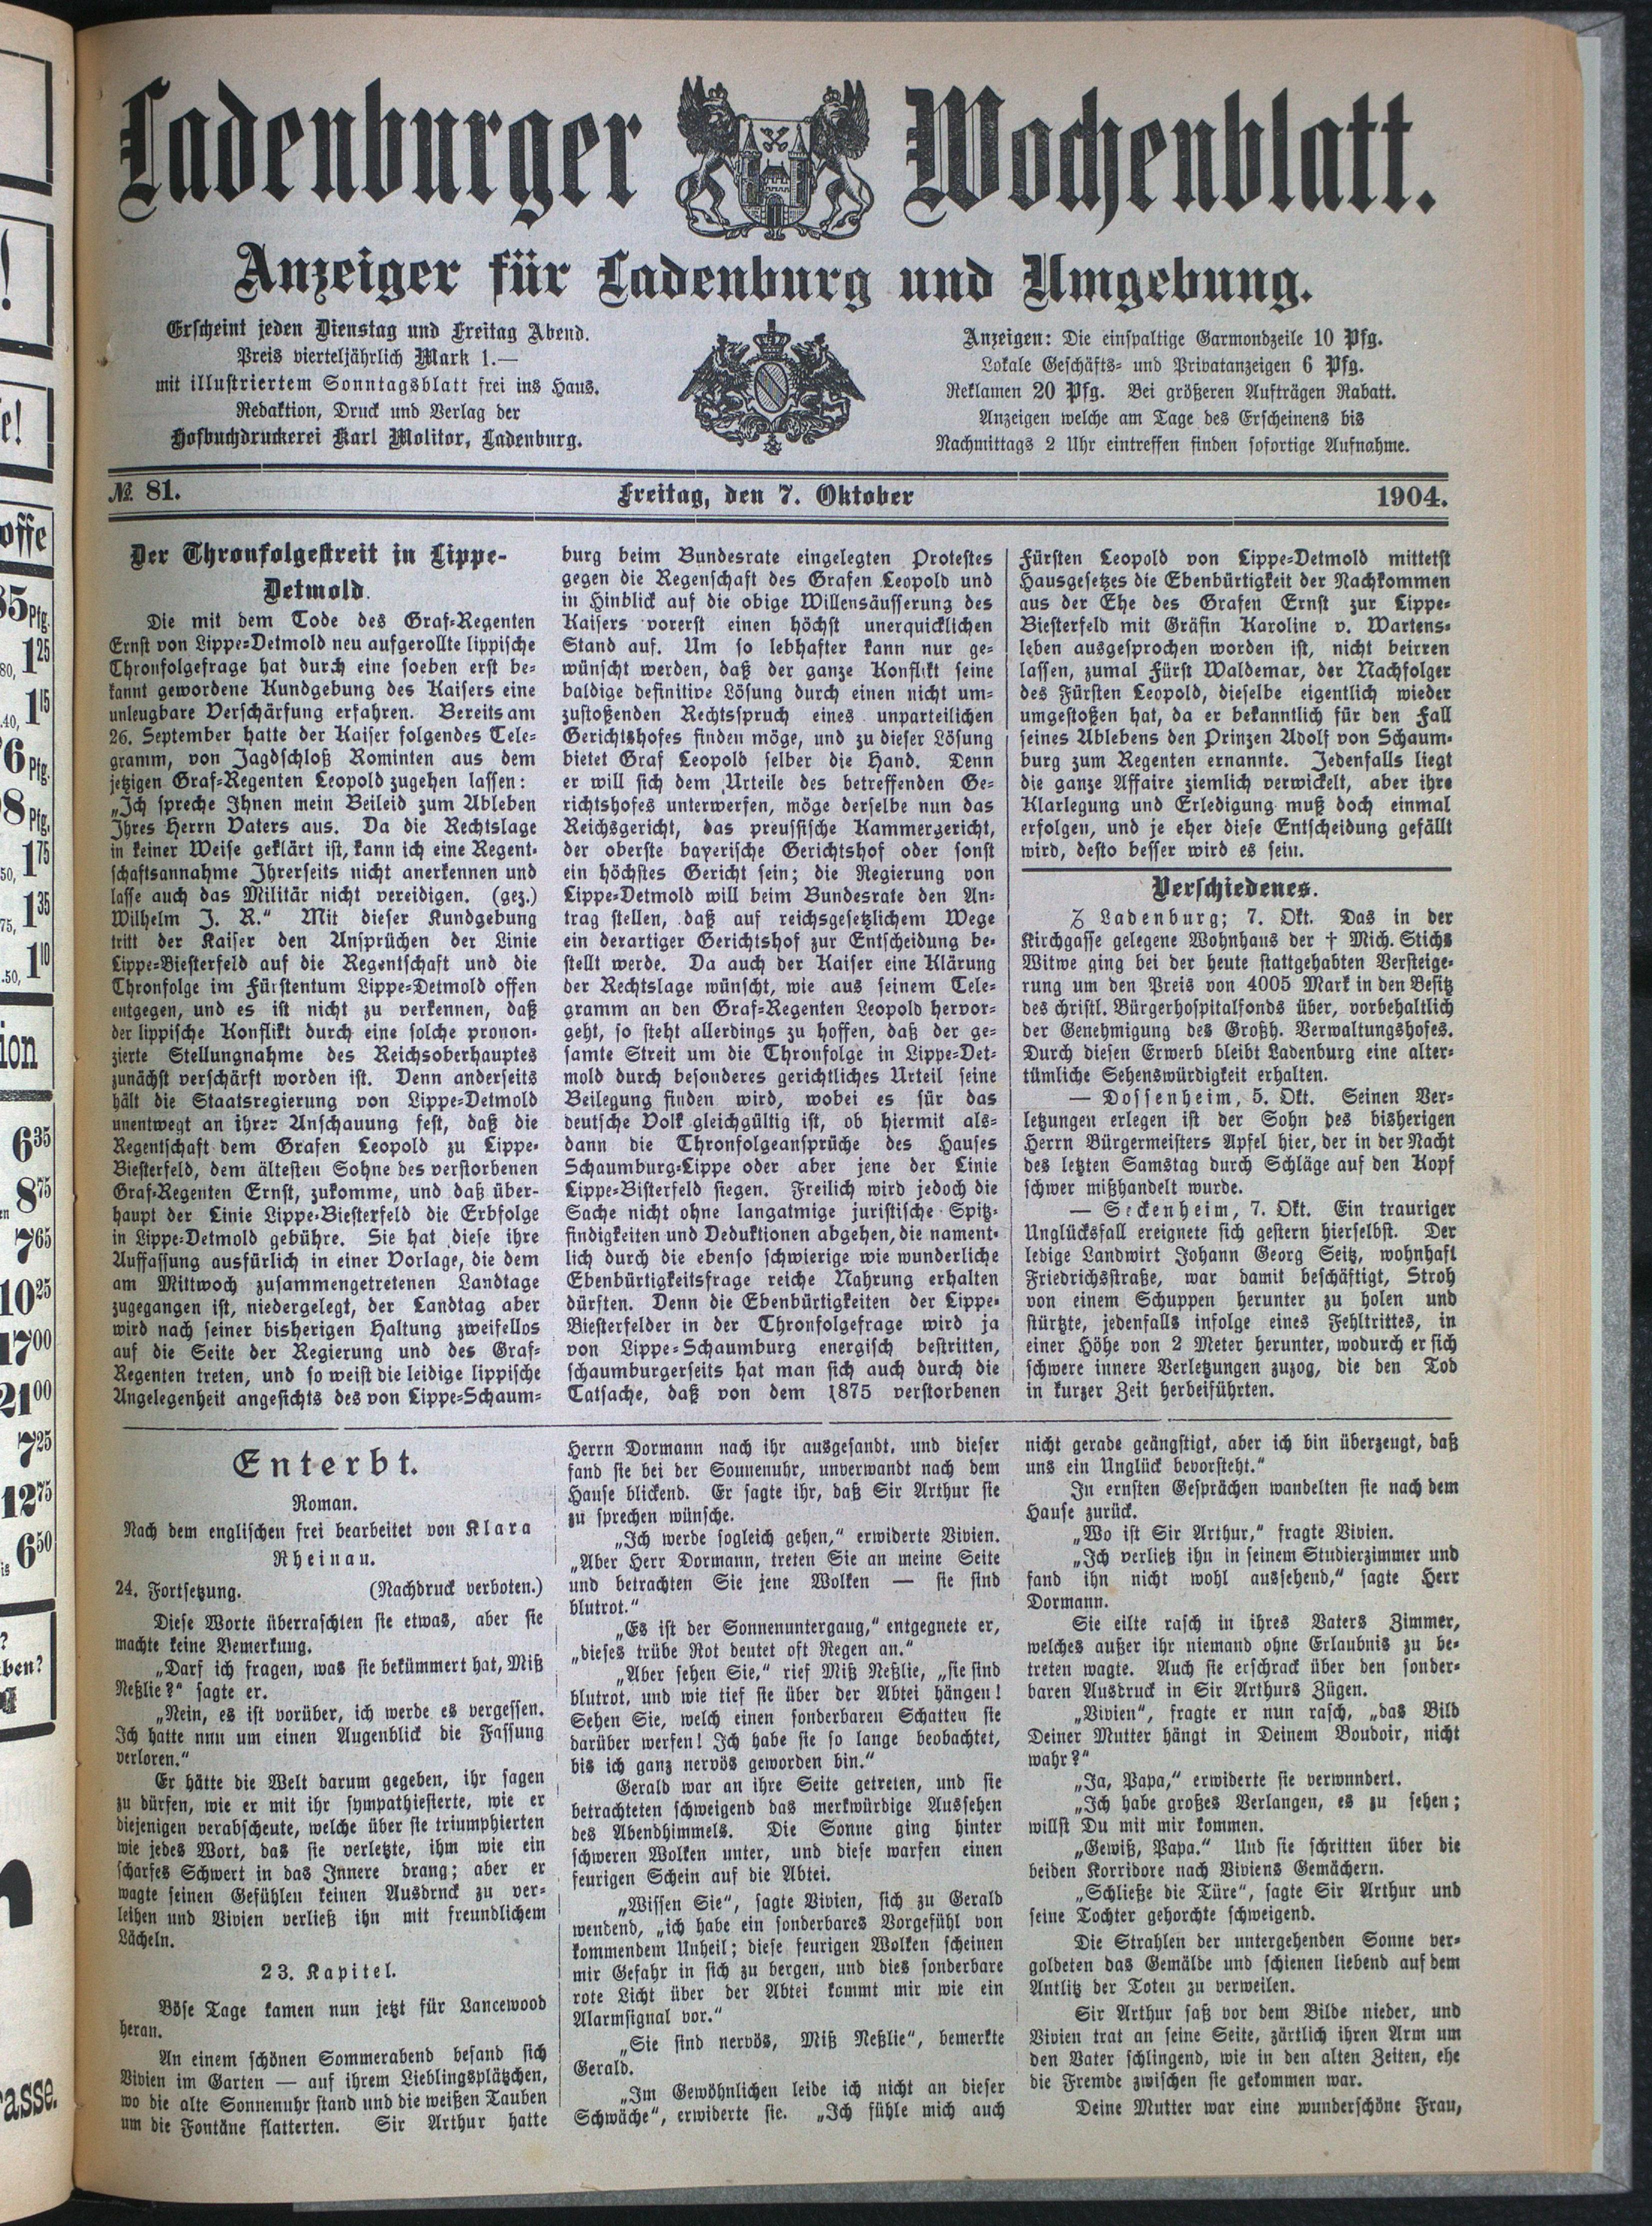 Ladenburger Wochenblatt.
Anzeiger für Ladenburg und Umgebung.
Erscheint jeden Dienstag und Freitag Abend.
Preis vierteljährlich Mark 1.—
mit illustriertem Sonntagsblatt frei ins Haus.
Redaktion, Druck und Verlag der
Hofbuchdruckerei Karl Molitor, Ladenburg.
Anzeigen: Die einspaltige Garmondzeile 10 Pfg.
Lokale Geschäfts- und Privatanzeigen 6 Pfg.
Reklamen 20 Pfg. Bei größeren Aufträgen Rabatt.
Anzeigen welche am Tage des Erscheinens bis
Nachmittags 2 Uhr eintreffen finden sofortige Aufnahme.
№ 81. Freitag, den 7. Oktober 1904.
Der Thronfolgestreit in Lippe-
Detmold.
Die mit dem Tode des Graf-Regenten
Ernst von Lippe-Detmold neu aufgerollte lippische
Thronfolgefrage hat durch eine soeben erst be-
kannt gewordene Kundgebung des Kaisers eine
unleugbare Verschärfung erfahren. Bereits am
26. September hatte der Kaiser folgendes Tele-
gramm, von Jagdschloß Rominten aus dem
jetzigen Graf-Regenten Leopold zugehen lassen:
„Ich spreche Ihnen mein Beileid zum Ableben
Ihres Herrn Vaters aus. Da die Rechtslage
in keiner Weise geklärt ist, kann ich eine Regent-
schaftsannahme Ihrerseits nicht anerkennen und
lasse auch das Militär nicht vereidigen. (gez.)
Wilhelm J. R.“ Mit dieser Kundgebung
tritt der Kaiser den Ansprüchen der Linie
Lippe-Biesterfeld auf die Regentschaft und die
Thronfolge im Fürstentum Lippe-Detmold offen
entgegen, und es ist nicht zu verkennen, daß
der lippische Konflikt durch eine solche pronon-
zierte Stellungnahme des Reichsoberhauptes
zunächst verschärft worden ist. Denn anderseits
hält die Staatsregierung von Lippe-Detmold
unentwegt an ihrer Anschauung fest, daß die
Regentschaft dem Grafen Leopold zu Lippe-
Biesterfeld, dem ältesten Sohne des verstorbenen
Graf-Regenten Ernst, zukomme, und daß über-
haupt der Linie Lippe-Biesterfeld die Erbfolge
in Lippe-Detmold gebühre. Sie hat diese ihre
Auffassung ausfürlich in einer Vorlage, die dem
am Mittwoch zusammengetretenen Landtage
zugegangen ist, niedergelegt, der Landtag aber
wird nach seiner bisherigen Haltung zweifellos
auf die Seite der Regierung und des Graf-
Regenten treten, und so weist die leidige lippische
Angelegenheit angesichts des von Lippe-Schaum-
burg beim Bundesrate eingelegten Protestes
gegen die Regenschaft des Grafen Leopold und
in Hinblick auf die obige Willensäusserung des
Kaisers vorerst einen höchst unerquicklichen
Stand auf. Um so lebhafter kann nur ge-
wünscht werden, daß der ganze Konflikt seine
baldige definitive Lösung durch einen nicht um-
zustoßenden Rechtsspruch eines unparteilichen
Gerichtshofes finden möge, und zu dieser Lösung
bietet Graf Leopold selber die Hand. Denn
er will sich dem Urteile des betreffenden Ge-
richtshofes unterwerfen, möge derselbe nun das
Reichsgericht, das preussische Kammergericht,
der oberste bayerische Gerichtshof oder sonst
ein höchstes Gericht sein; die Regierung von
Lippe-Detmold will beim Bundesrate den An-
trag stellen, daß auf reichsgesetzlichem Wege
ein derartiger Gerichtshof zur Entscheidung be-
stellt werde. Da auch der Kaiser eine Klärung
der Rechtslage wünscht, wie aus seinem Tele-
gramm an den Graf-Regenten Leopold hervor-
geht, so steht allerdings zu hoffen, daß der ge-
samte Streit um die Thronfolge in Lippe-Det-
mold durch besonderes gerichtliches Urteil seine
Beilegung finden wird, wobei es für das
deutsche Volk gleichgültig ist, ob hiermit als-
dann die Thronfolgeansprüche des Hauses
Schaumburg-Lippe oder aber jene der Linie
Lippe-Bisterfeld siegen. Freilich wird jedoch die
Sache nicht ohne langatmige juristische Spitz-
findigkeiten und Deduktionen abgehen, die nament-
lich durch die ebenso schwierige wie wunderliche
Ebenbürtigkeitsfrage reiche Nahrung erhalten
dürften. Denn die Ebenbürtigkeiten der Lippe-
Biesterfelder in der Thronfolgefrage wird ja
von Lippe-Schaumburg energisch bestritten,
schaumburgerseits hat man sich auch durch die
Tatsache, daß von dem 1875 verstorbenen
Fürsten Leopold von Lippe-Detmold mittetst
Hausgesetzes die Ebenbürtigkeit der Nachkommen
aus der Ehe des Grafen Ernst zur Lippe-
Biesterfeld mit Gräfin Karoline v. Wartens-
leben ausgesprochen worden ist, nicht beirren
lassen, zumal Fürst Waldemar, der Nachfolger
des Fürsten Leopold, dieselbe eigentlich wieder
umgestoßen hat, da er bekanntlich für den Fall
seines Ablebens den Prinzen Adolf von Schaum-
burg zum Regenten ernannte. Jedenfalls liegt
die ganze Affaire ziemlich verwickelt, aber ihre
Klarlegung und Erledigung muß doch einmal
erfolgen, und je eher diese Entscheidung gefällt
wird, desto besser wird es sein.
Verschiedenes.
Ladenburg; 7. Okt. Das in der
Kirchgasse gelegene Wohnhaus der † Mich. Stichs
Witwe ging bei der heute stattgehabten Versteige-
rung um den Preis von 4005 Mark in den Besitz
des christl. Bürgerhospitalfonds über, vorbehaltlich
der Genehmigung des Großh. Verwaltungshofes.
Durch diesen Erwerb bleibt Ladenburg eine alter-
tümliche Sehenswürdigkeit erhalten.
— Dossenheim, 5. Okt. Seinen Ver-
letzungen erlegen ist der Sohn des bisherigen
Herrn Bürgermeisters Apfel hier, der in der Nacht
des letzten Samstag durch Schläge auf den Kopf
schwer mißhandelt wurde.
— Seckenheim, 7. Okt. Ein trauriger
Unglücksfall ereignete sich gestern hierselbst. Der
ledige Landwirt Johann Georg Seitz, wohnhaft
Friedrichsstraße, war damit beschäftigt, Stroh
von einem Schuppen herunter zu holen und
stürtzte, jedenfalls infolge eines Fehltrittes, in
einer Höhe von 2 Meter herunter, wodurch er sich
schwere innere Verletzungen zuzog, die den Tod
in kurzer Zeit herbeiführten.
Enterbt.
Roman.
Nach dem englischen frei bearbeitet von Klara
Rheinau.
24. Fortsetzung. (Nachdruck verboten.)
Diese Worte überraschten sie etwas, aber sie
machte keine Bemerkung.
„Darf ich fragen, was sie bekümmert hat, Miß
Neßlie?“ sagte er.
„Nein, es ist vorüber, ich werde es vergessen.
Ich hatte nnn um einen Augenblick die Fassung
verloren.“
Er hätte die Welt darum gegeben, ihr sagen
zu dürfen, wie er mit ihr sympathiesierte, wie er
diejenigen verabscheute, welche über sie triumphierten
wie jedes Wort, das sie verletzte, ihm wie ein
scharfes Schwert in das Innere drang; aber er
wagte seinen Gefühlen keinen Ausdruck zu ver-
leihen und Vivien verließ ihn mit freundlichem
Lächeln.
23. Kapitel.
Böse Tage kamen nun jetzt für Lancewood
heran.
An einem schönen Sommerabend befand sich
Vivien im Garten — auf ihrem Lieblingsplätzchen,
wo die alte Sonnenuhr stand und die weißen Tauben
um die Fontäne flatterten. Sir Arthur hatte
Herrn Dormann nach ihr ausgesandt, und dieser
fand sie bei der Sonnenuhr, unverwandt nach dem
Hause blickend. Er sagte ihr, daß Sir Arthur sie
zu sprechen wünsche.
„Ich werde sogleich gehen,“ erwiderte Vivien.
„Aber Herr Dormann, treten Sie an meine Seite
und betrachten Sie jene Wolken — sie sind
blutrot.“
„Es ist der Sonnenuntergaug,“ entgegnete er,
„dieses trübe Rot deutet oft Regen an.“
„Aber sehen Sie,“ rief Miß Neßlie, „sie sind
blutrot, und wie tief sie über der Abtei hängen!
Sehen Sie, welch einen sonderbaren Schatten sie
darüber werfen! Ich habe sie so lange beobachtet,
bis ich ganz nervös geworden bin.“
Gerald war an ihre Seite getreten, und sie
betrachteten schweigend das merkwürdige Aussehen
des Abendhimmels. Die Sonne ging hinter
schweren Wolken unter, und diese warfen einen
feurigen Schein auf die Abtei.
„Wissen Sie“, sagte Vivien, sich zu Gerald
wendend, „ich habe ein sonderbares Vorgefühl von
kommendem Unheil; diese feurigen Wolken scheinen
mir Gefahr in sich zu bergen, und dies sonderbare
rote Licht über der Abtei kommt mir wie ein
Alarmsignal vor.“
„Sie sind nervös, Miß Neßlie“, bemerkte
Gerald.
„Im Gewöhnlichen leide ich nicht an dieser
Schwäche“, erwiderte sie. „Ich fühle mich auch
nicht gerade geängstigt, aber ich bin überzeugt, daß
uns ein Unglück bevorsteht.“
In ernsten Gesprächen wandelten sie nach dem
Hause zurück.
„Wo ist Sir Arthur,“ fragte Vivien.
„Ich verließ ihn in seinem Studierzimmer und
fand ihn nicht wohl aussehend,“ sagte Herr
Dormann.
Sie eilte rasch in ihres Vaters Zimmer,
welches außer ihr niemand ohne Erlaubnis zu be-
treten wagte. Auch sie erschrack über den sonder-
baren Ausdruck in Sir Arthurs Zügen.
„Vivien“, fragte er nun rasch, „das Bild
Deiner Mutter hängt in Deinem Boudoir, nicht
wahr?“
„Ja, Papa,“ erwiderte sie verwnndert.
„Ich habe großes Verlangen, es zu sehen;
willst Du mit mir kommen.
„Gewiß, Papa.“ Und sie schritten über die
beiden Korridore nach Viviens Gemächern.
„Schließe die Türe“, sagte Sir Arthur und
seine Tochter gehorchte schweigend.
Die Strahlen der untergehenden Sonne ver-
goldeten das Gemälde und schienen liebend auf dem
Antlitz der Toten zu verweilen.
Sir Arthur saß vor dem Bilde nieder, und
Vivien trat an seine Seite, zärtlich ihren Arm um
den Vater schlingend, wie in den alten Zeiten, ehe
die Fremde zwischen sie gekommen war.
Deine Mutter war eine wunderschöne Frau,